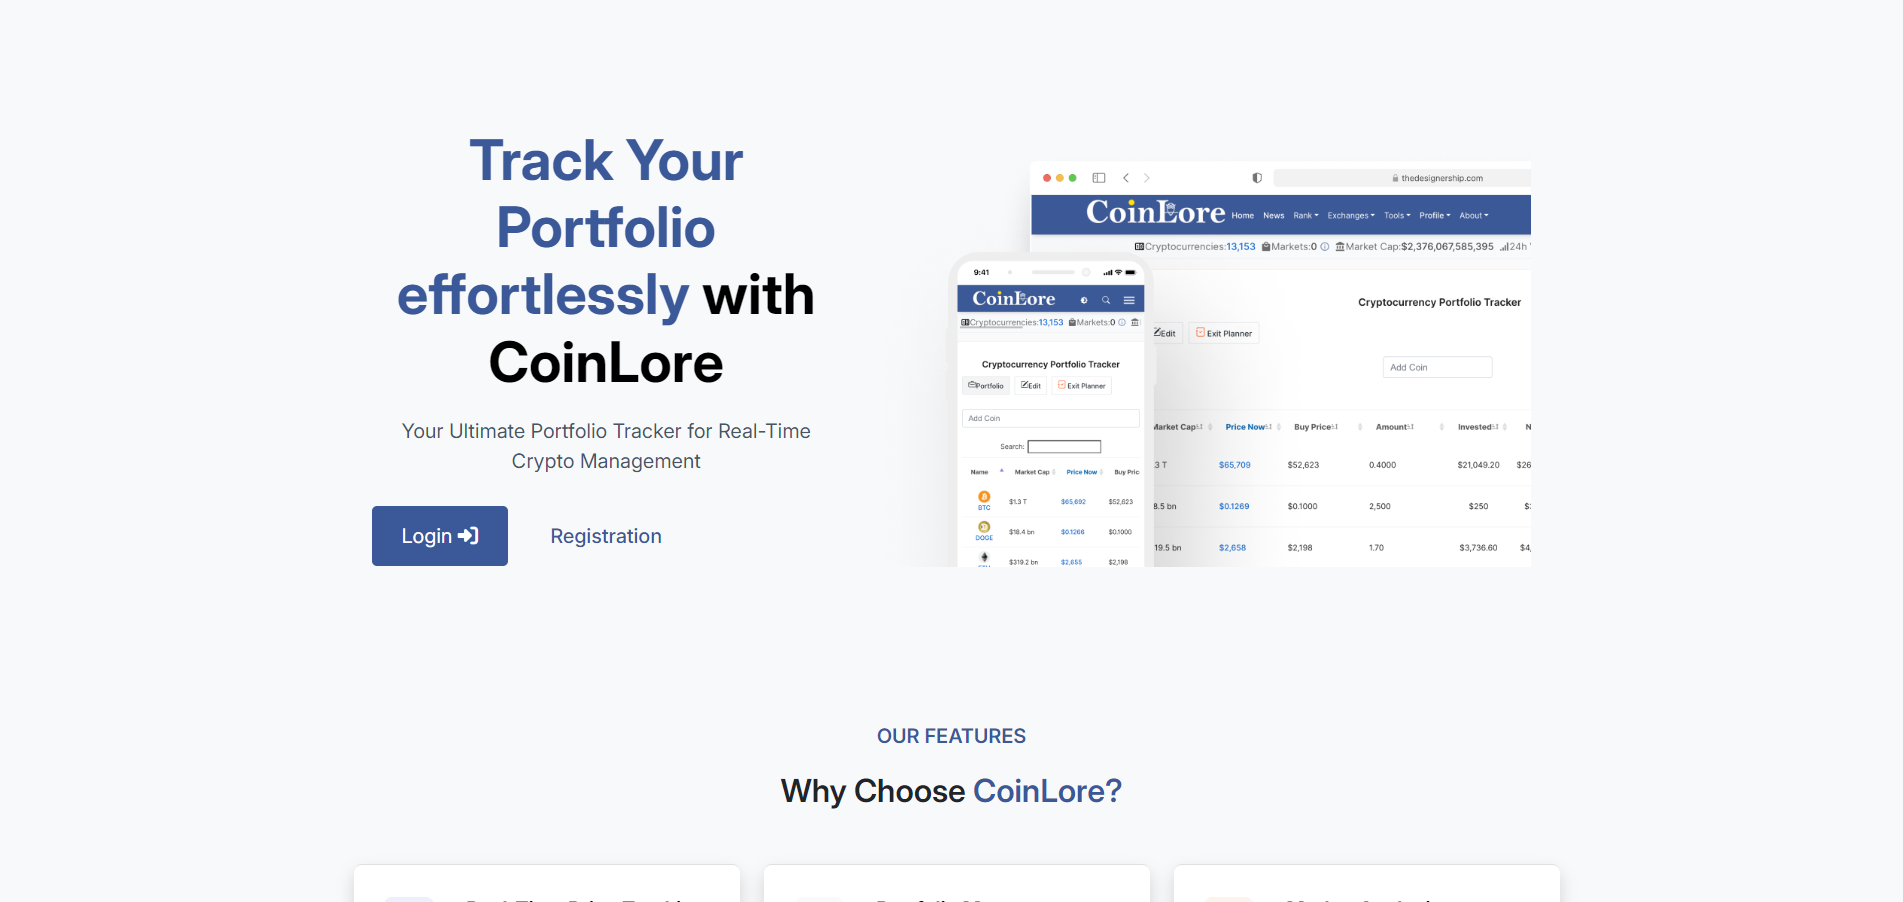 Track Your
Portfolio
effortlessly with
CoinLore
Your Ultimate Portfolio Tracker for Real-Time
Crypto Management
Login
Registration
thedesignership.com
CoinLore Home News Rank Exchanges Tools Profile About
Cryptocurrencies:13,153 Markets:0 Market Cap:$2,376,067,585,395 24h
Cryptocurrency Portfolio Tracker
Edit Exit Planner
Add Coin
Market Cap Price Now Buy Price Amount Invested N
.3 T $65,709 $52,623 0.4000 $21,049.20 $26
8.5 bn $0.1269 $0.1000 2,500 $250
19.5 bn $2,658 $2,198 1.70 $3,736.60 $4,
9:41
CoinLore
Cryptocurrencies:13,153 Markets:0
Cryptocurrency Portfolio Tracker
Portfolio Edit Exit Planner
Add Coin
Search:
Name Market Cap Price Now Buy Pric
BTC $1.3 T $65,692 $52,623
DOGE $18.4 bn $0.1266 $0.1000
$319.2 bn $2,655 $2,198
OUR FEATURES
Why Choose CoinLore?